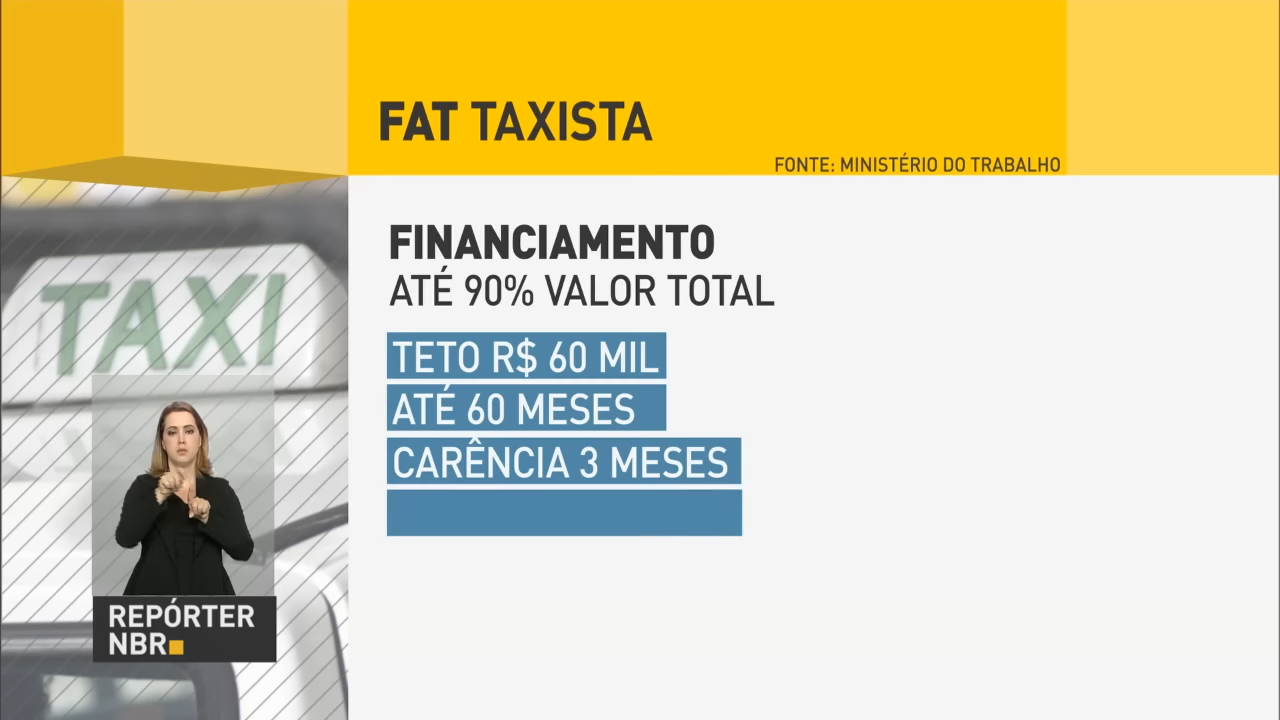 FAT TAXISTA
FONTE: MINISTÉRIO DO TRABALHO
FINANCIAMENTO
ATÉ 90% VALOR TOTAL
TETO R$ 60 MIL
ATÉ 60 MESES
CARÊNCIA 3 MESES
TAXI
REPÓRTER
NBR